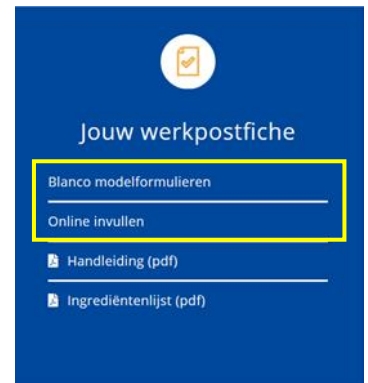 Jouw werkpostfiche
Blanco modelformulieren
Online invullen
Handleiding (pdf)
Ingrediëntenlijst (pdf)